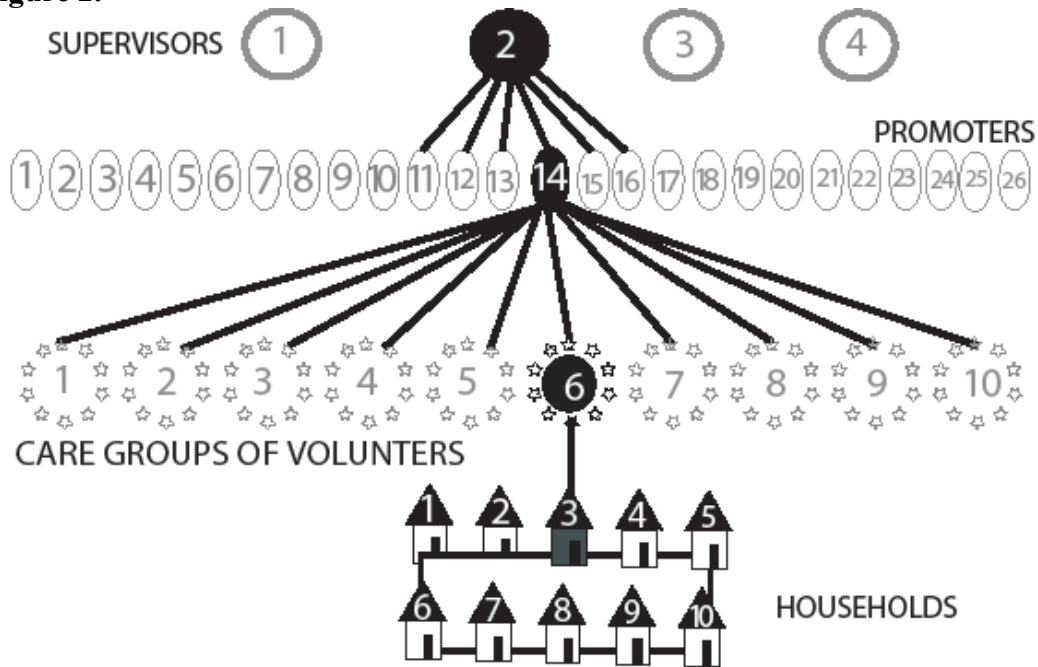 SUPERVISORS 1 2 3 4
PROMOTERS
1 2 3 4 5 6 7 8 9 10 11 12 13 14 15 16 17 18 19 20 21 22 23 24 25 26
1 2 3 4 5 6 7 8 9 10
CARE GROUPS OF VOLUNTERS
1 2 3 4 5
6 7 8 9 10
HOUSEHOLDS